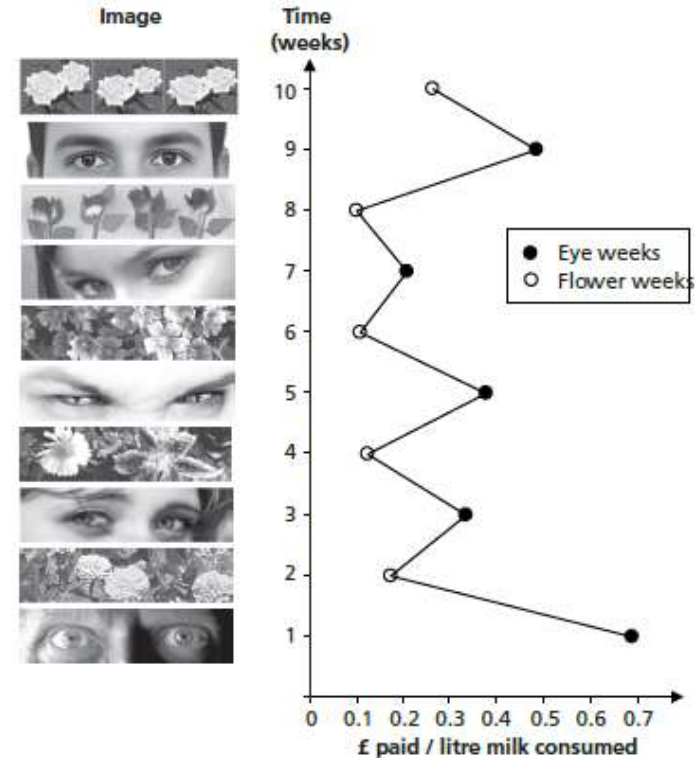 Image
Time
(weeks)
10
9
8
7
6
5
4
3
2
1
Eye weeks
Flower weeks
0 0.1 0.2 0.3 0.4 0.5 0.6 0.7
£ paid / litre milk consumed